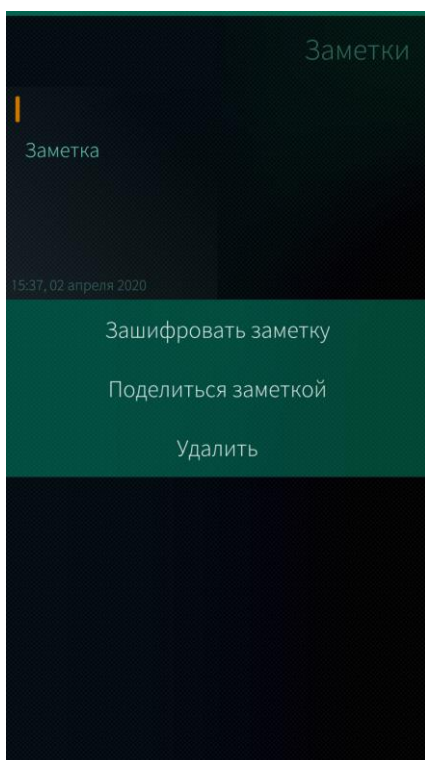 Заметки
Заметка
15:37, 02 апреля 2020
Зашифровать заметку
Поделиться заметкой
Удалить